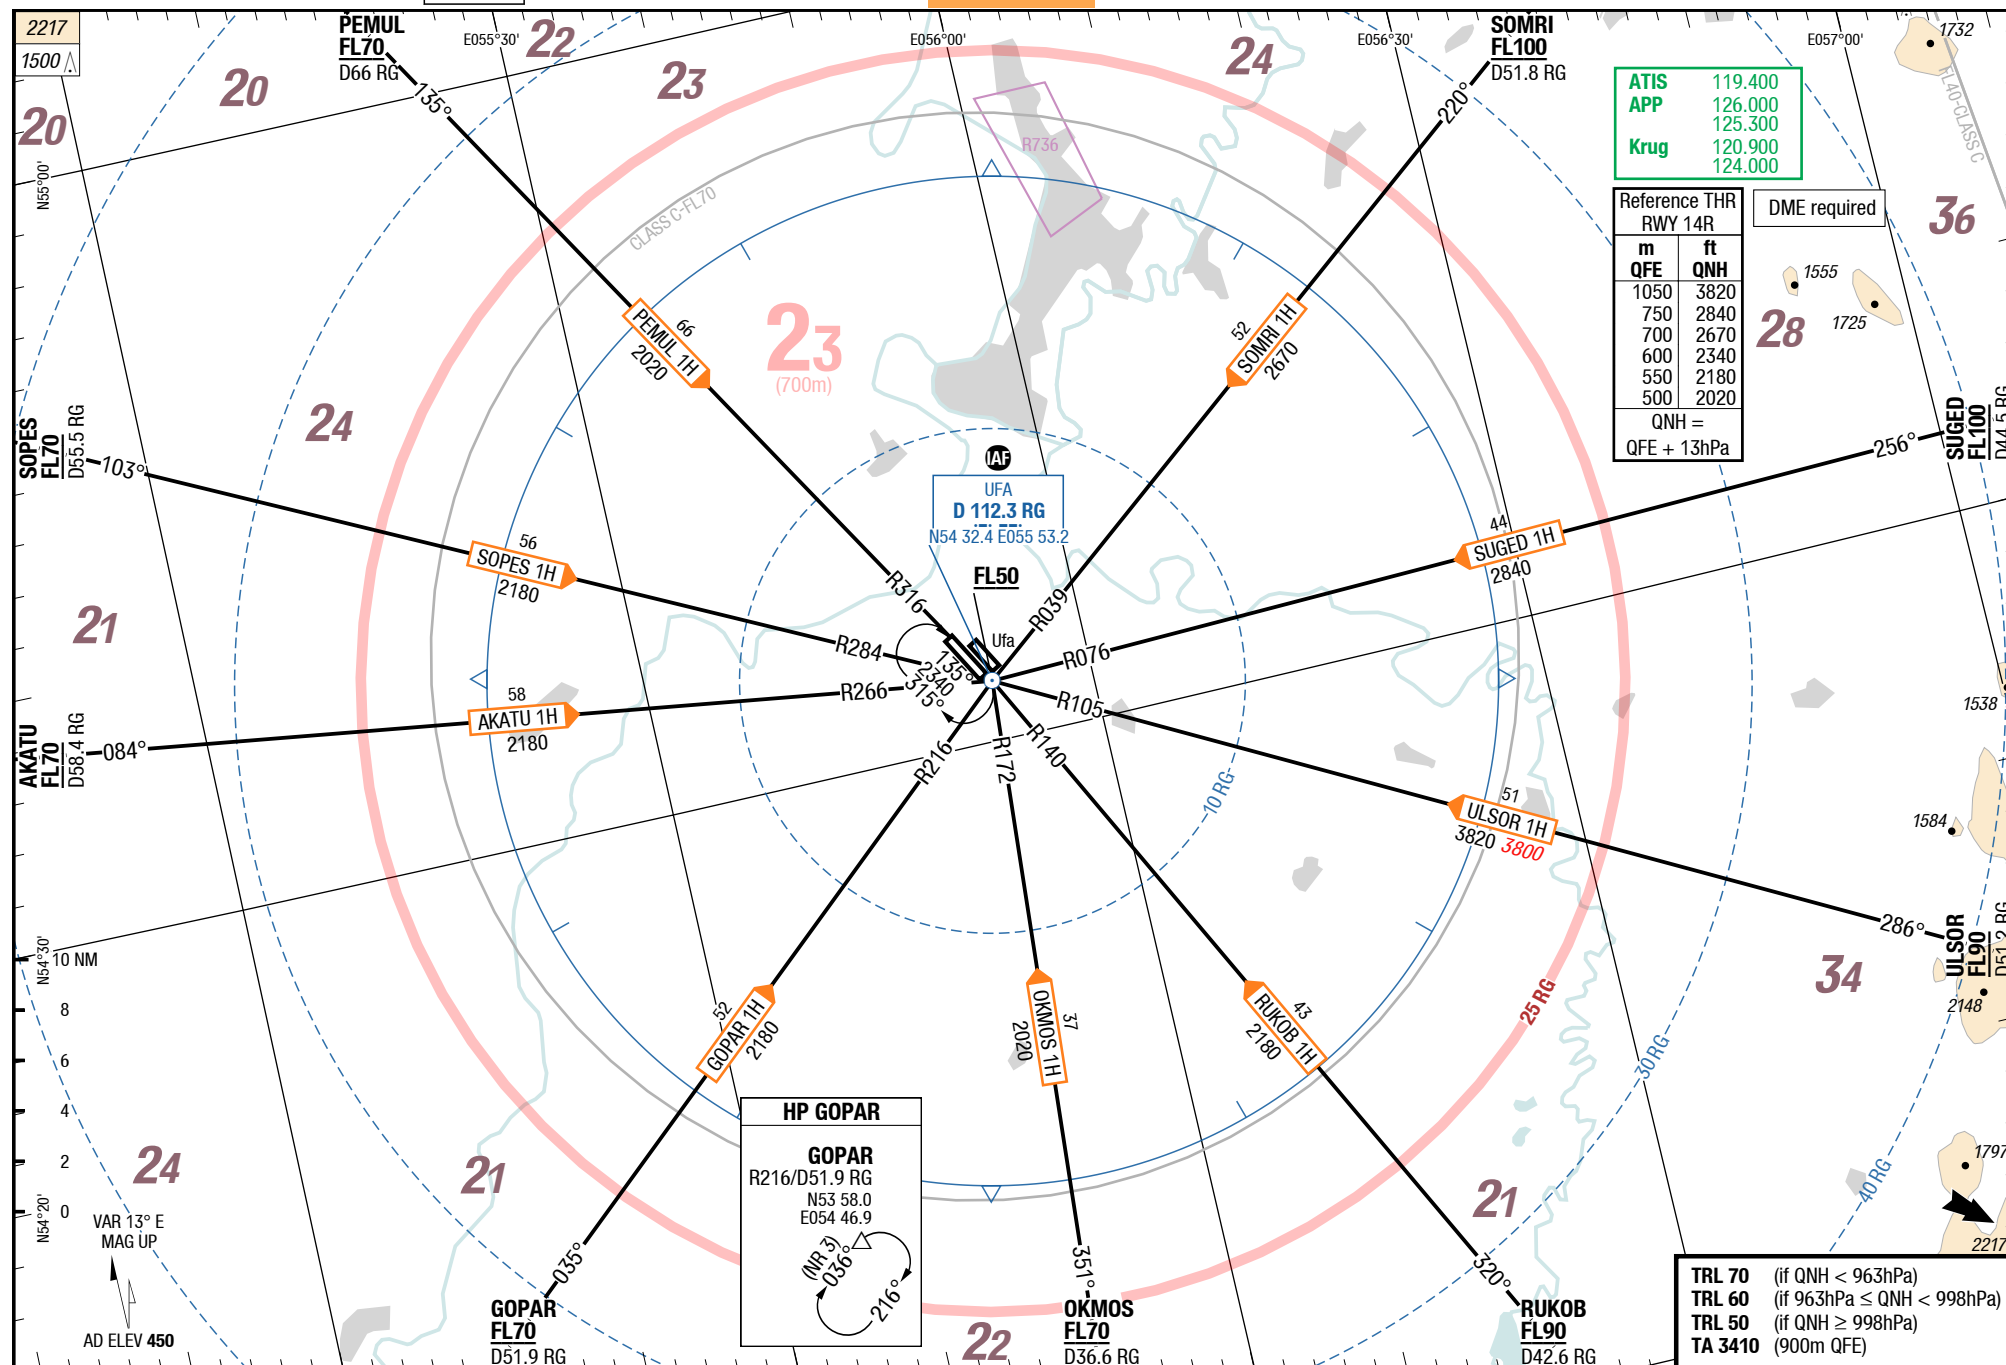 2217
1500
PEMUL
FL70
D66 RG
E055°30'
22
E056°00'
24
E056°30'
SOMRI
FL100
D51.8 RG
E057°00'
1732
FL40-CLASS C
20
20
23
135°
220°
ATIS 119.400
APP 126.000
125.300
Krug 120.900
124.000
R736
N55°00'
CLASS C-FL70
Reference THR
RWY 14R
m ft
QFE QNH
1050 3820
750 2840
700 2670
600 2340
550 2180
500 2020
QNH =
QFE + 13hPa
DME required
36
1555
1725
28
66
PEMUL 1H
2020
23
(700m)
52
SOMRI 1H
2670
24
SOPES
FL70
D55.5 RG
103°
SUGED
FL100
D44.5 RG
256°
IAF
UFA
D 112.3 RG
N54 32.4 E055 53.2
FL50
56
SOPES 1H
2180
44
SUGED 1H
2840
R316
R039
Ufa
21
R284
R076
135°
2340
315°
R266
R105
58
AKATU 1H
2180
AKATU
FL70
D58.4 RG
084°
R216
R172
R140
1538
10 RG
51
ULSOR 1H
3820 3800
1584
286°
ULSOR
FL90
D51.2 RG
N54°30'
10 NM
8
6
4
2
0
34
2148
25 RG
30 RG
40 RG
52
GOPAR 1H
2180
37
OKMOS 1H
2020
43
RUKOB 1H
2180
HP GOPAR
GOPAR
R216/D51.9 RG
N53 58.0
E054 46.9
(NR 3)
036°
216°
24
21
21
1797
N54°20'
VAR 13° E
MAG UP
AD ELEV 450
2217
035°
351°
320°
GOPAR
FL70
D51.9 RG
22
OKMOS
FL70
D36.6 RG
RUKOB
FL90
D42.6 RG
TRL 70 (if QNH < 963hPa)
TRL 60 (if 963hPa ≤ QNH < 998hPa)
TRL 50 (if QNH ≥ 998hPa)
TA 3410 (900m QFE)